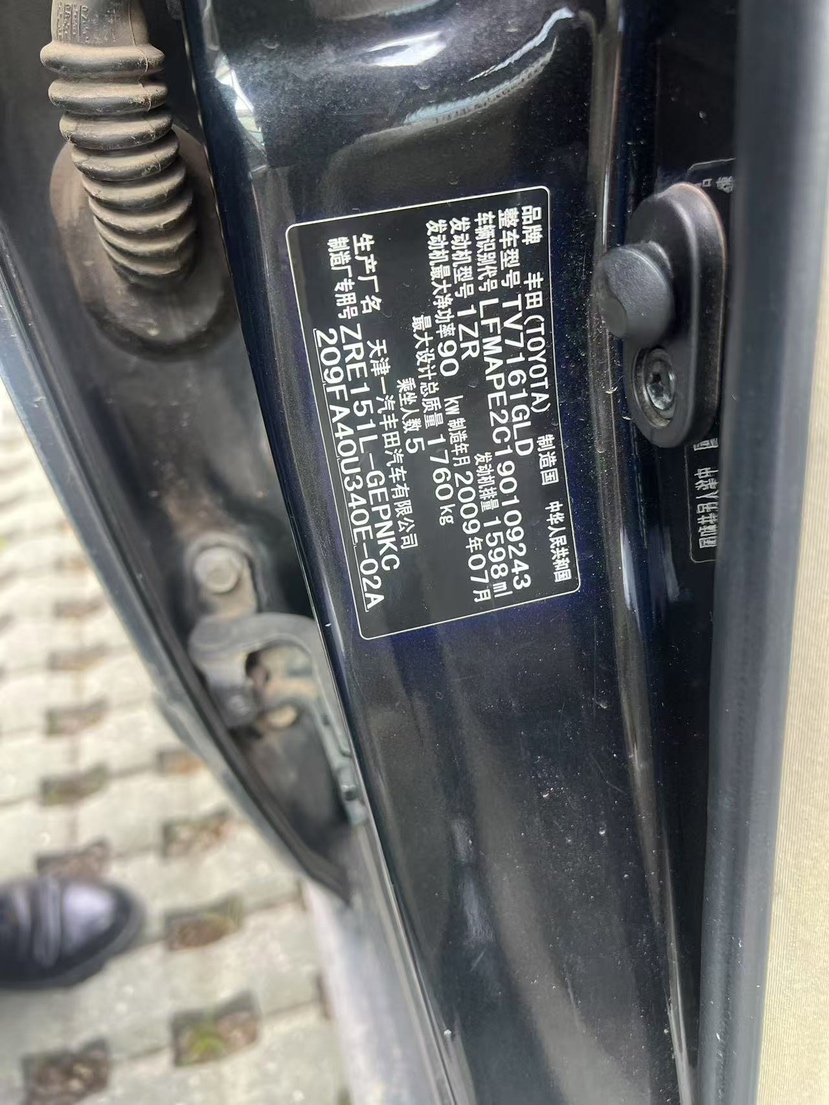 品牌 丰田(TOYOTA) 制造国 中华人民共和国
整车型号 TV7161GLD
车辆识别代号 LFMAPE2C190109243
发动机型号 1ZR 发动机排量 1598ml
发动机最大净功率 90 kW 制造年月 2009年07月
最大设计总质量 1760kg
乘坐人数 5
生产厂名 天津一汽丰田汽车有限公司
制造厂专用号 ZRE151L-GEPNKC
209FA40U340E-02A